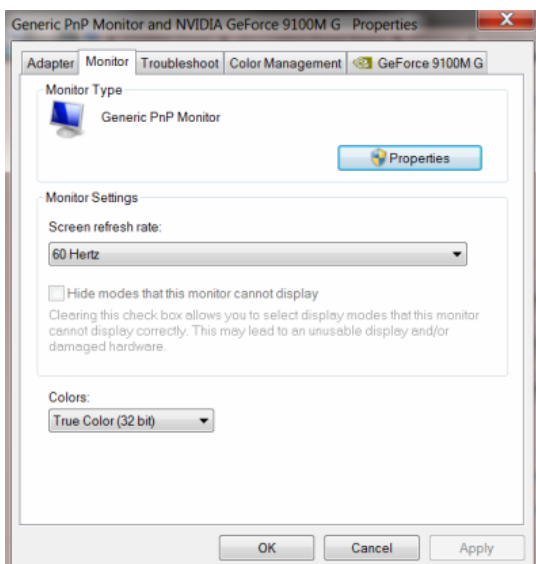 Generic PnP Monitor and NVIDIA GeForce 9100M G Properties
X
Adapter Monitor Troubleshoot Color Management GeForce 9100M G
Monitor Type
Generic PnP Monitor
Properties
Monitor Settings
Screen refresh rate:
60 Hertz
Hide modes that this monitor cannot display
Clearing this check box allows you to select display modes that this monitor
cannot display correctly. This may lead to an unusable display and/or
damaged hardware.
Colors:
True Color (32 bit)
OK Cancel Apply